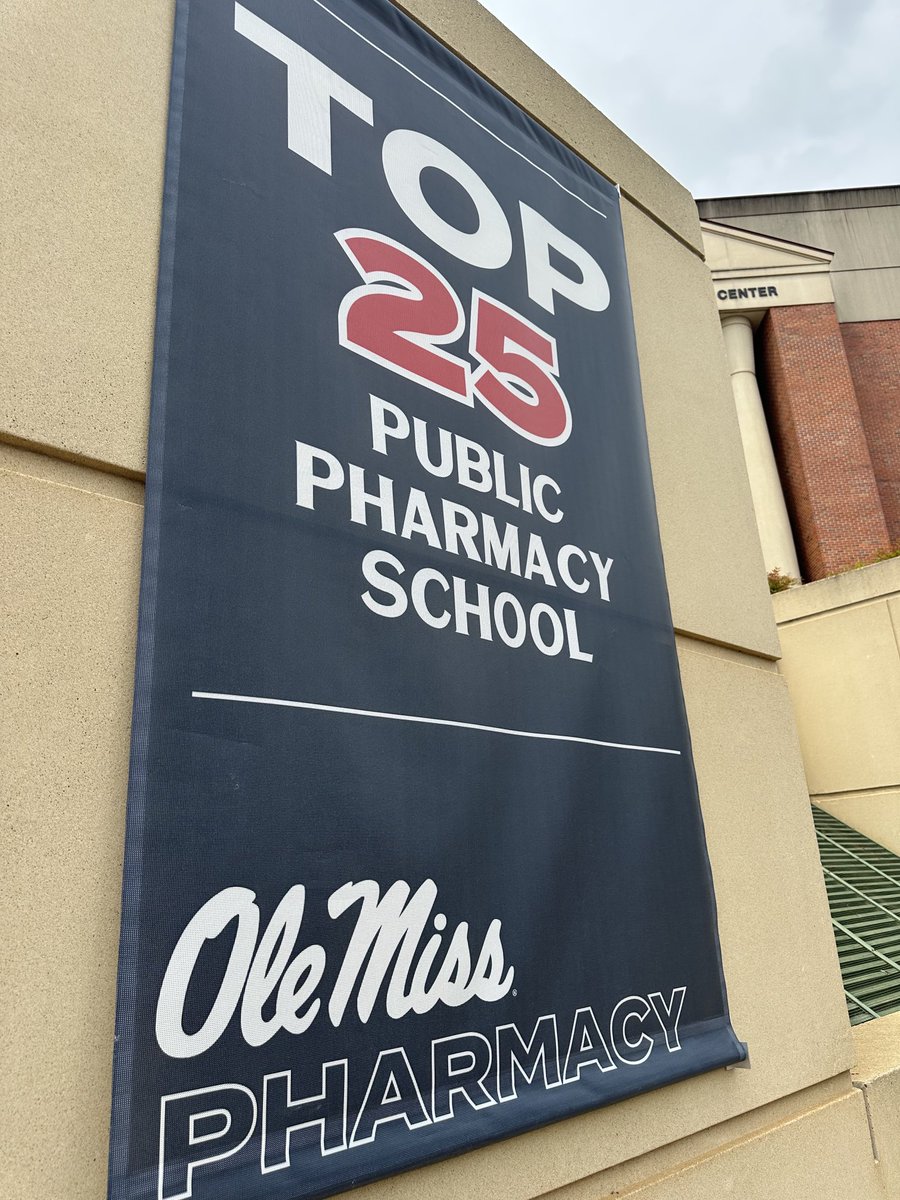 TOP
25
PUBLIC
PHARMACY
SCHOOL
Ole Miss
PHARMACY
CENTER